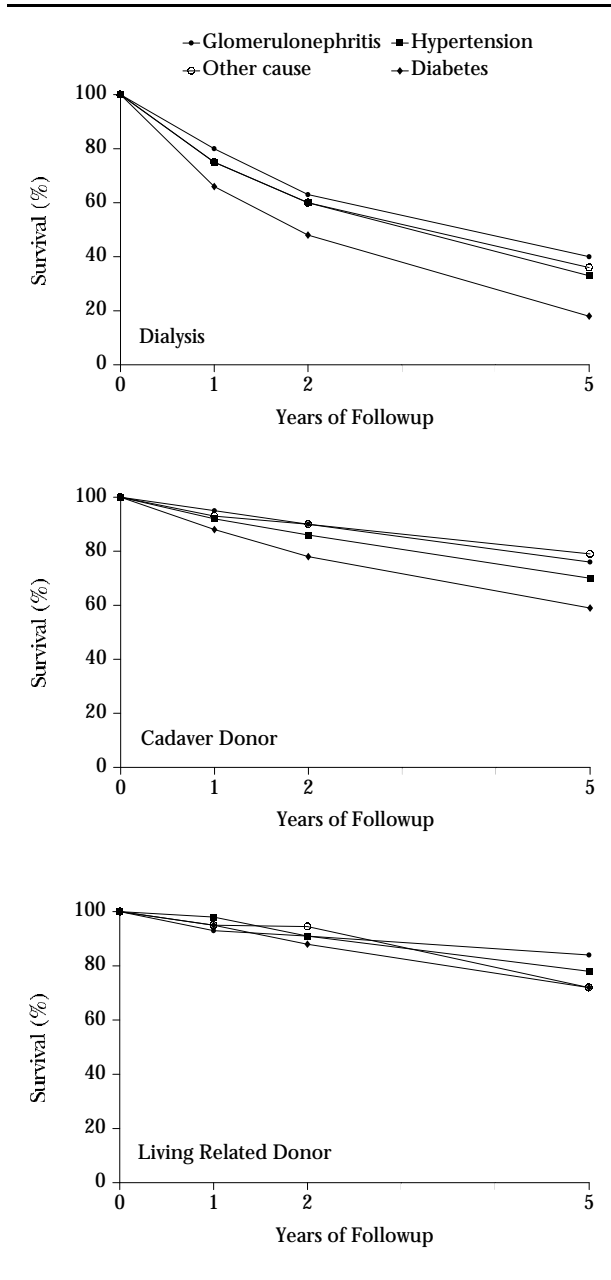 Glomerulonephritis Hypertension
Other cause Diabetes
100
80
60
40
20
0
Survival (%)
Dialysis
0 1 2 5
Years of Followup
100
80
60
40
20
0
Survival (%)
Cadaver Donor
0 1 2 5
Years of Followup
100
80
60
40
20
0
Survival (%)
Living Related Donor
0 1 2 5
Years of Followup